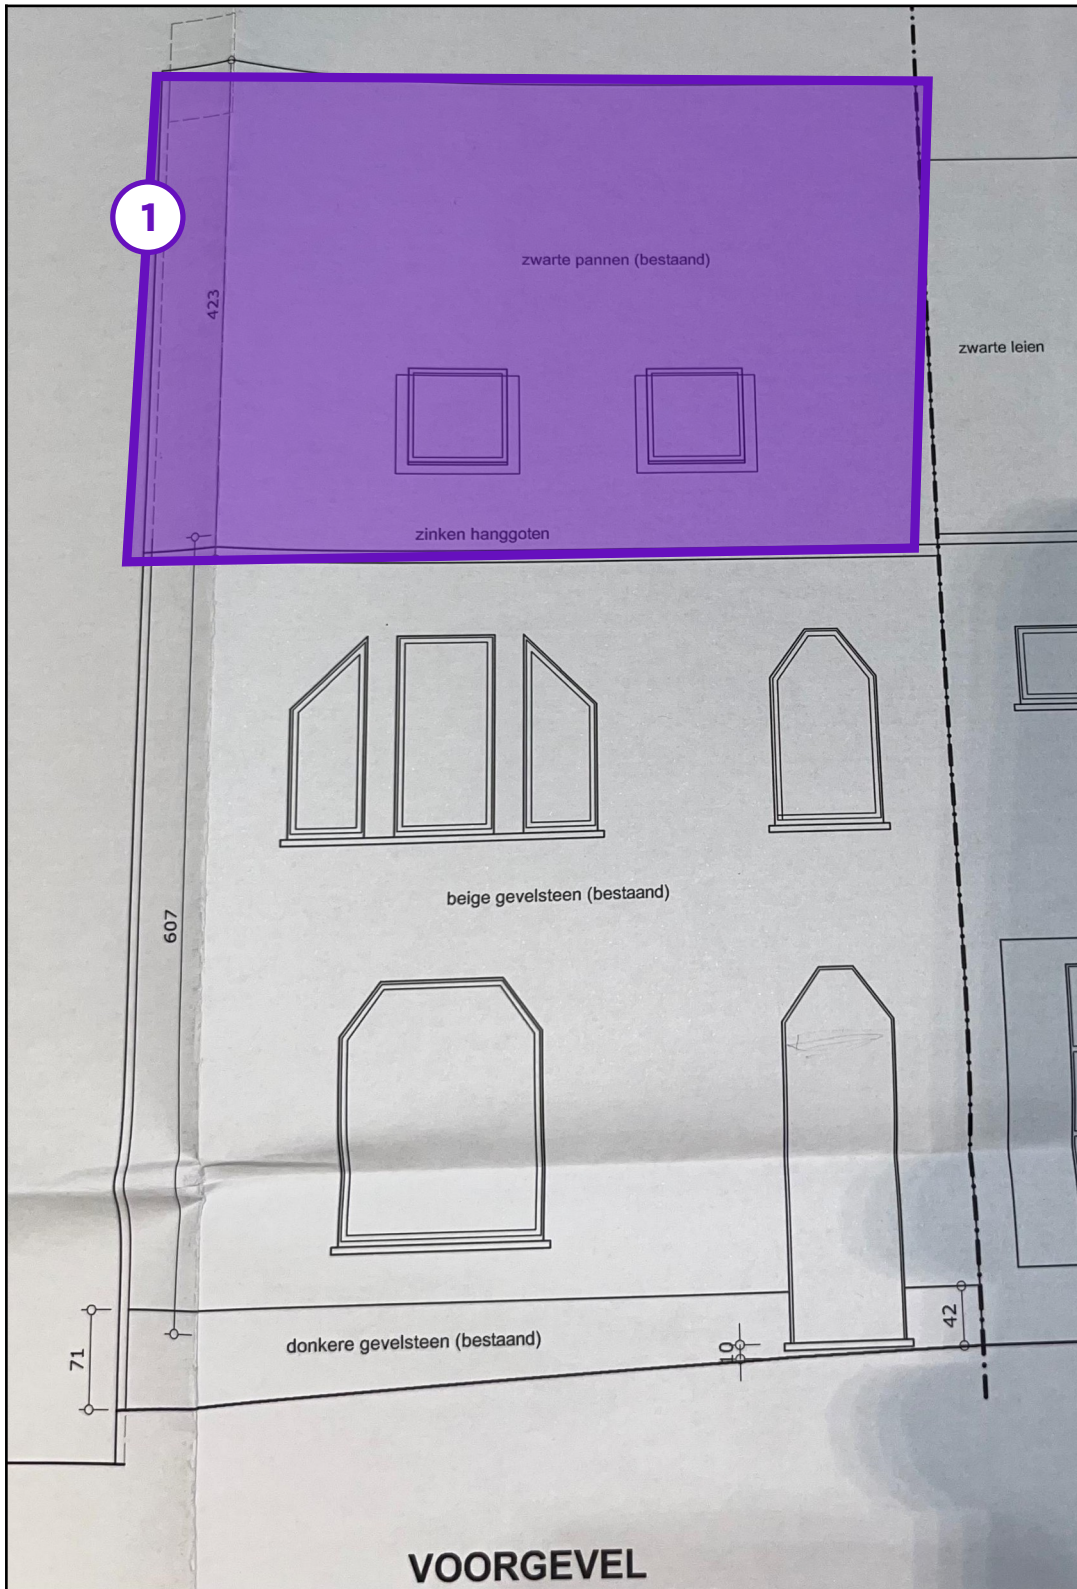 1
zwarte pannen (bestaand)
423
zwarte leien
zinken hanggoten
beige gevelsteen (bestaand)
607
42
donkere gevelsteen (bestaand)
71
10
VOORGEVEL